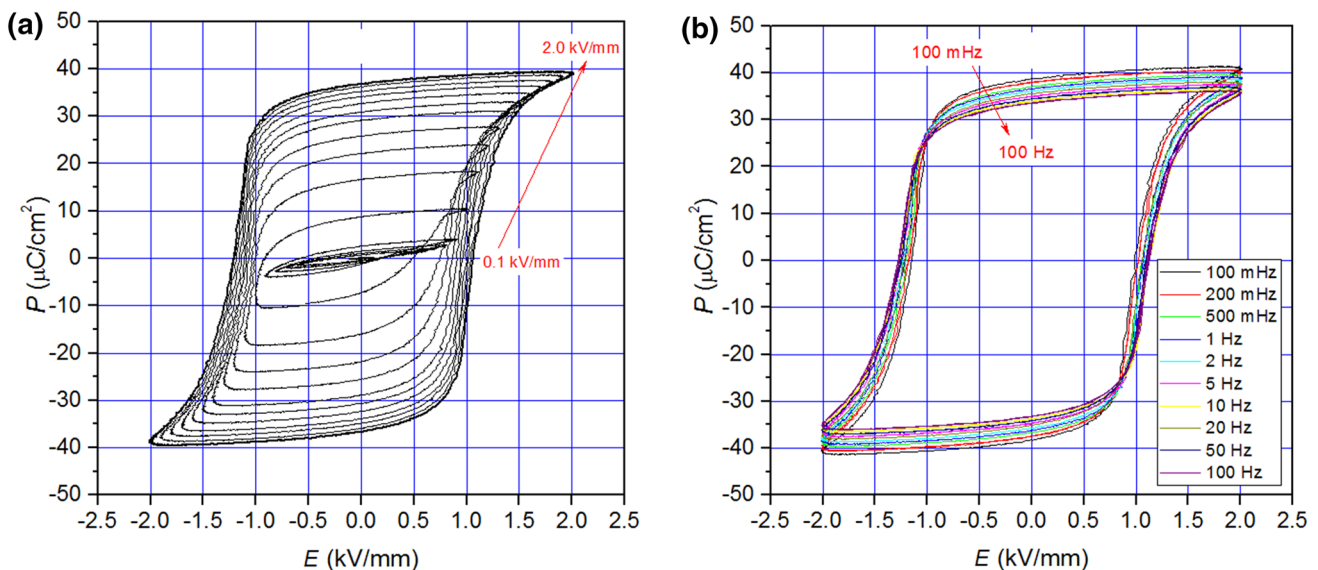 (a)
50
40
30
20
10
0
-10
-20
-30
-40
-50
P (μC/cm²)
-2.5 -2.0 -1.5 -1.0 -0.5 0.0 0.5 1.0 1.5 2.0 2.5
E (kV/mm)
2.0 kV/mm
0.1 kV/mm
(b)
50
40
30
20
10
0
-10
-20
-30
-40
-50
P (μC/cm²)
-2.5 -2.0 -1.5 -1.0 -0.5 0.0 0.5 1.0 1.5 2.0 2.5
E (kV/mm)
100 mHz
100 Hz
100 mHz
200 mHz
500 mHz
1 Hz
2 Hz
5 Hz
10 Hz
20 Hz
50 Hz
100 Hz